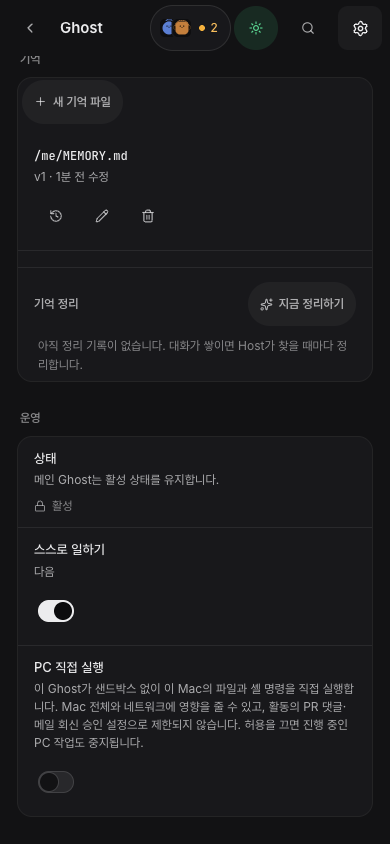 Ghost
2
기억
새 기억 파일
/me/MEMORY.md
v1 · 1분 전 수정
기억 정리
지금 정리하기
아직 정리 기록이 없습니다. 대화가 쌓이면 Host가 찾을 때마다 정
리합니다.
운영
상태
메인 Ghost는 활성 상태를 유지합니다.
활성
스스로 일하기
다음
PC 직접 실행
이 Ghost가 샌드박스 없이 이 Mac의 파일과 셸 명령을 직접 실행합
니다. Mac 전체와 네트워크에 영향을 줄 수 있고, 활동의 PR 댓글·
메일 회신 승인 설정으로 제한되지 않습니다. 허용을 끄면 진행 중인
PC 작업도 중지됩니다.